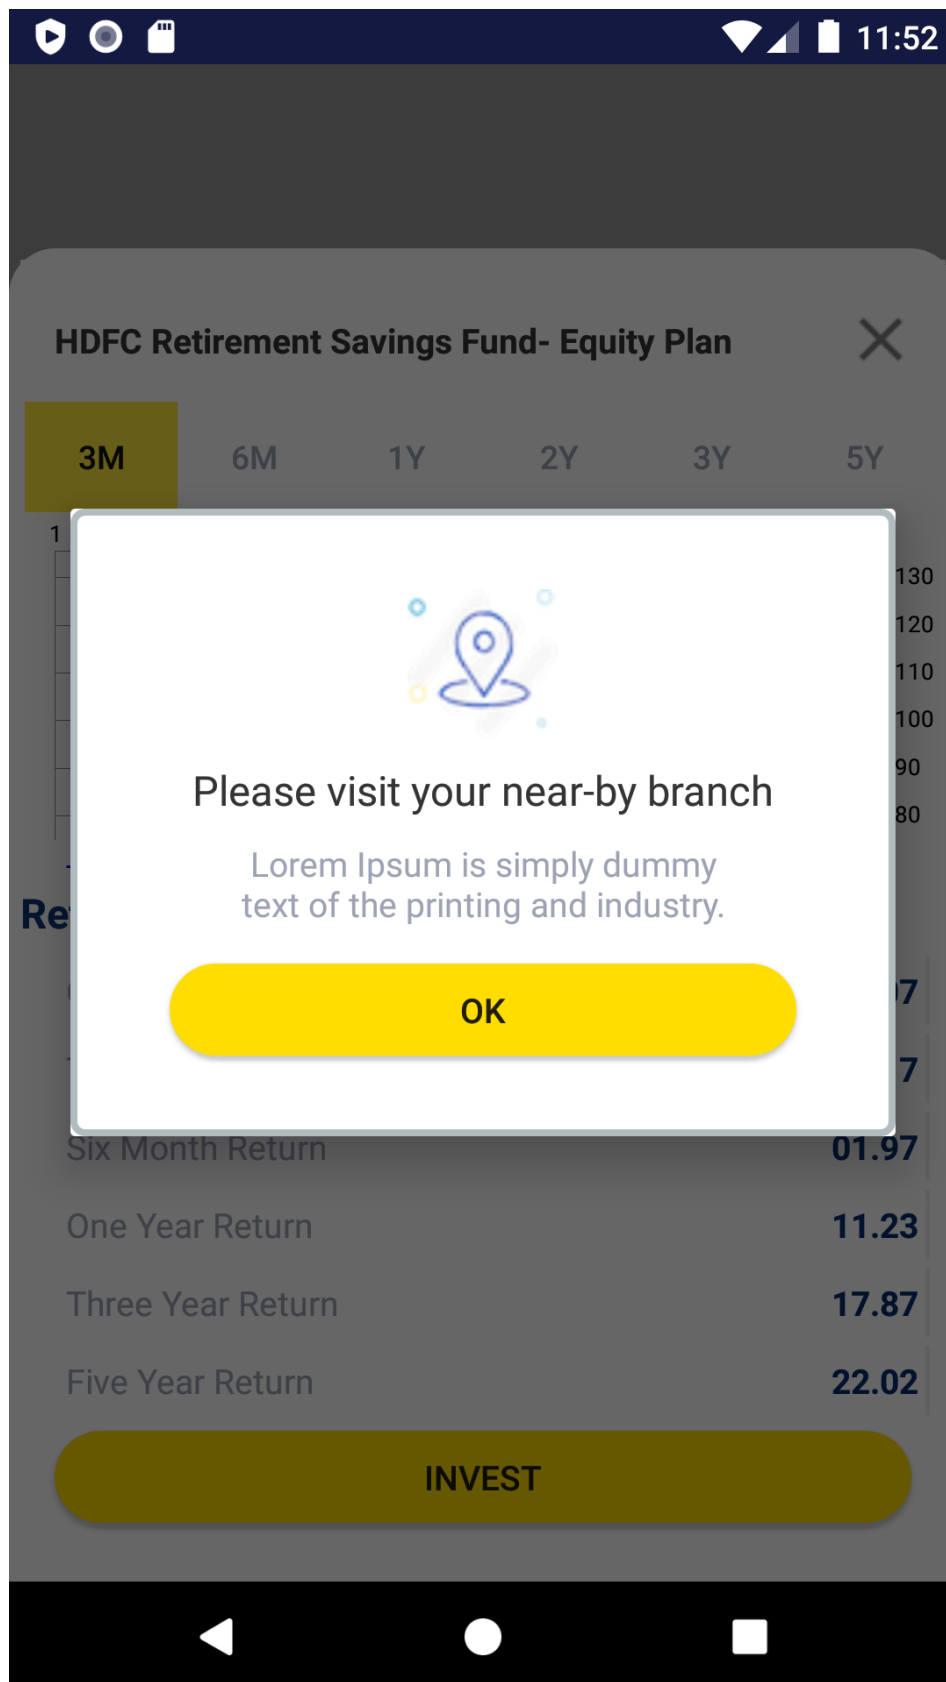 11:52
HDFC Retirement Savings Fund- Equity Plan
3M 6M 1Y 2Y 3Y 5Y
1
130
120
110
100
90
80
Please visit your near-by branch
Lorem Ipsum is simply dummy
text of the printing and industry.
OK
Six Month Return 01.97
One Year Return 11.23
Three Year Return 17.87
Five Year Return 22.02
INVEST